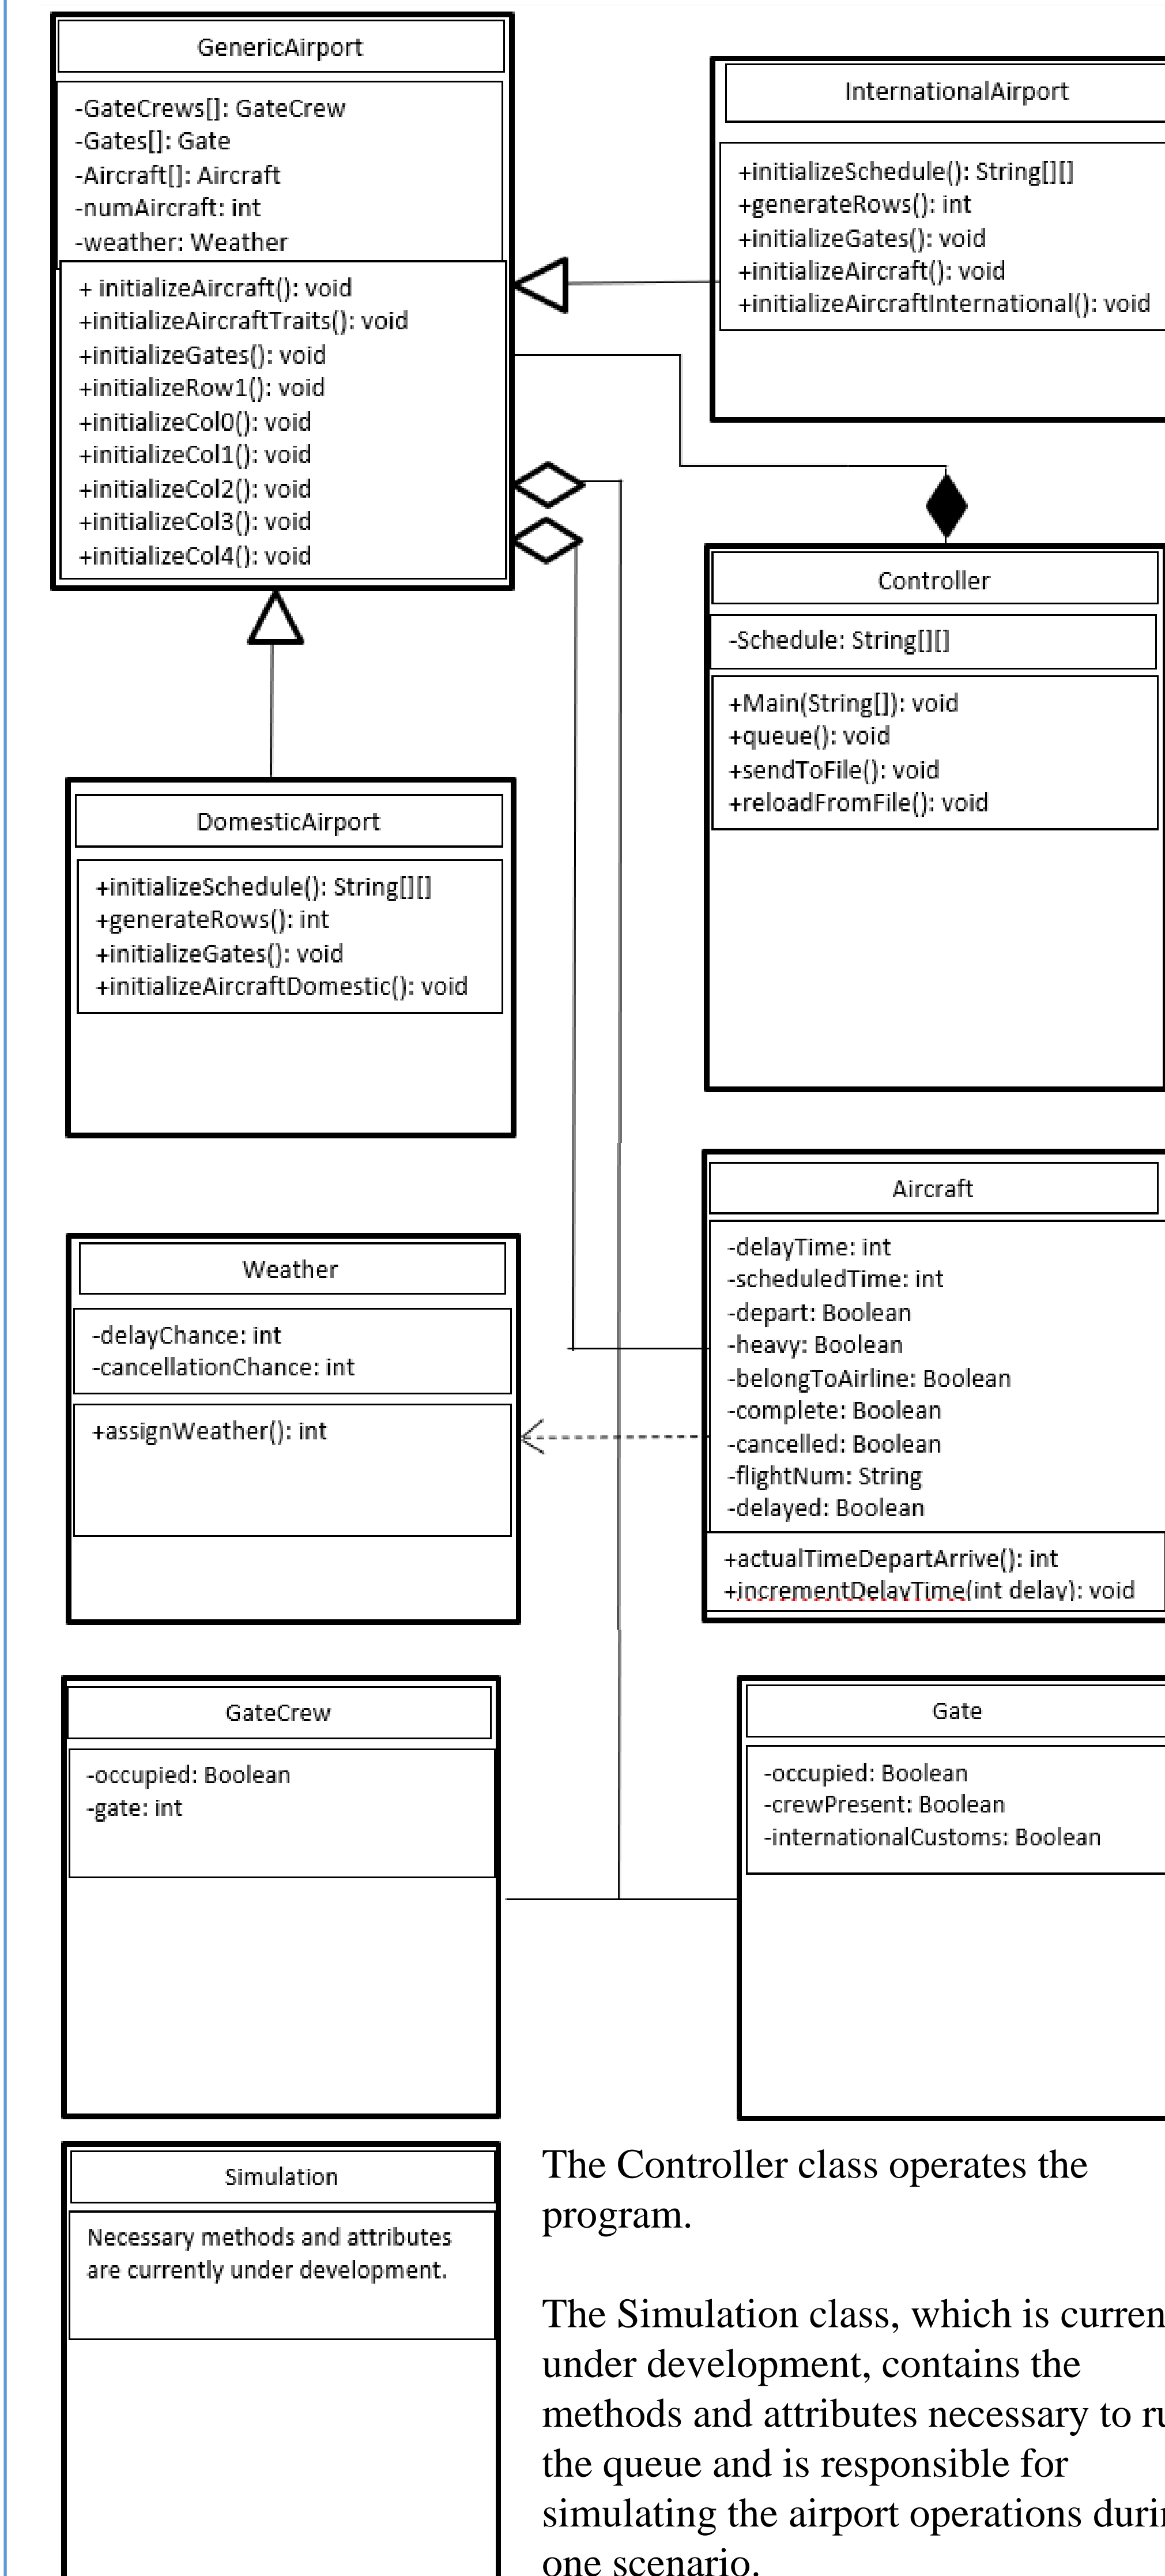 GenericAirport
-GateCrews[]: GateCrew
-Gates[]: Gate
-Aircraft[]: Aircraft
-numAircraft: int
-weather: Weather
+ initializeAircraft(): void
+initializeAircraftTraits(): void
+initializeGates(): void
+initializeRow1(): void
+initializeCol0(): void
+initializeCol1(): void
+initializeCol2(): void
+initializeCol3(): void
+initializeCol4(): void
InternationalAirport
+initializeSchedule(): String[][]
+generateRows(): int
+initializeGates(): void
+initializeAircraft(): void
+initializeAircraftInternational(): void
Controller
-Schedule: String[][]
+Main(String[]): void
+queue(): void
+sendToFile(): void
+reloadFromFile(): void
DomesticAirport
+initializeSchedule(): String[][]
+generateRows(): int
+initializeGates(): void
+initializeAircraftDomestic(): void
Aircraft
-delayTime: int
-scheduledTime: int
-depart: Boolean
-heavy: Boolean
-belongToAirline: Boolean
-complete: Boolean
-cancelled: Boolean
-flightNum: String
-delayed: Boolean
+actualTimeDepartArrive(): int
+incrementDelayTime(int delay): void
Weather
-delayChance: int
-cancellationChance: int
+assignWeather(): int
GateCrew
-occupied: Boolean
-gate: int
Gate
-occupied: Boolean
-crewPresent: Boolean
-internationalCustoms: Boolean
Simulation
Necessary methods and attributes
are currently under development.
The Controller class operates the
program.
The Simulation class, which is curren
under development, contains the
methods and attributes necessary to ru
the queue and is responsible for
simulating the airport operations duri
one scenario.